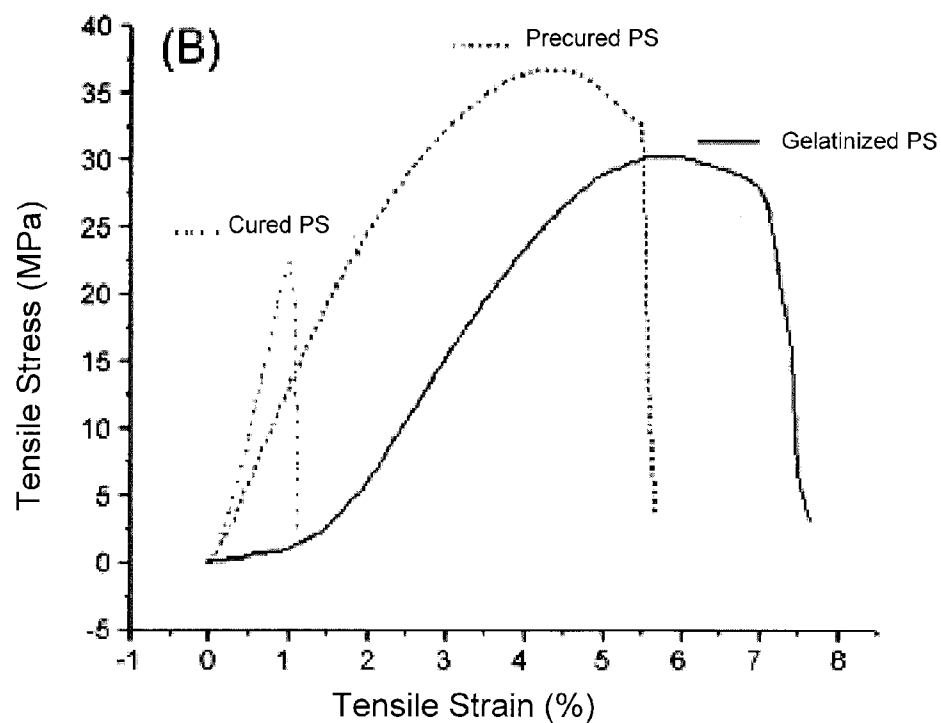 (B)
Precured PS
Gelatinized PS
Cured PS
Tensile Stress (MPa)
40
35
30
25
20
15
10
5
0
-5
-1 0 1 2 3 4 5 6 7 8
Tensile Strain (%)